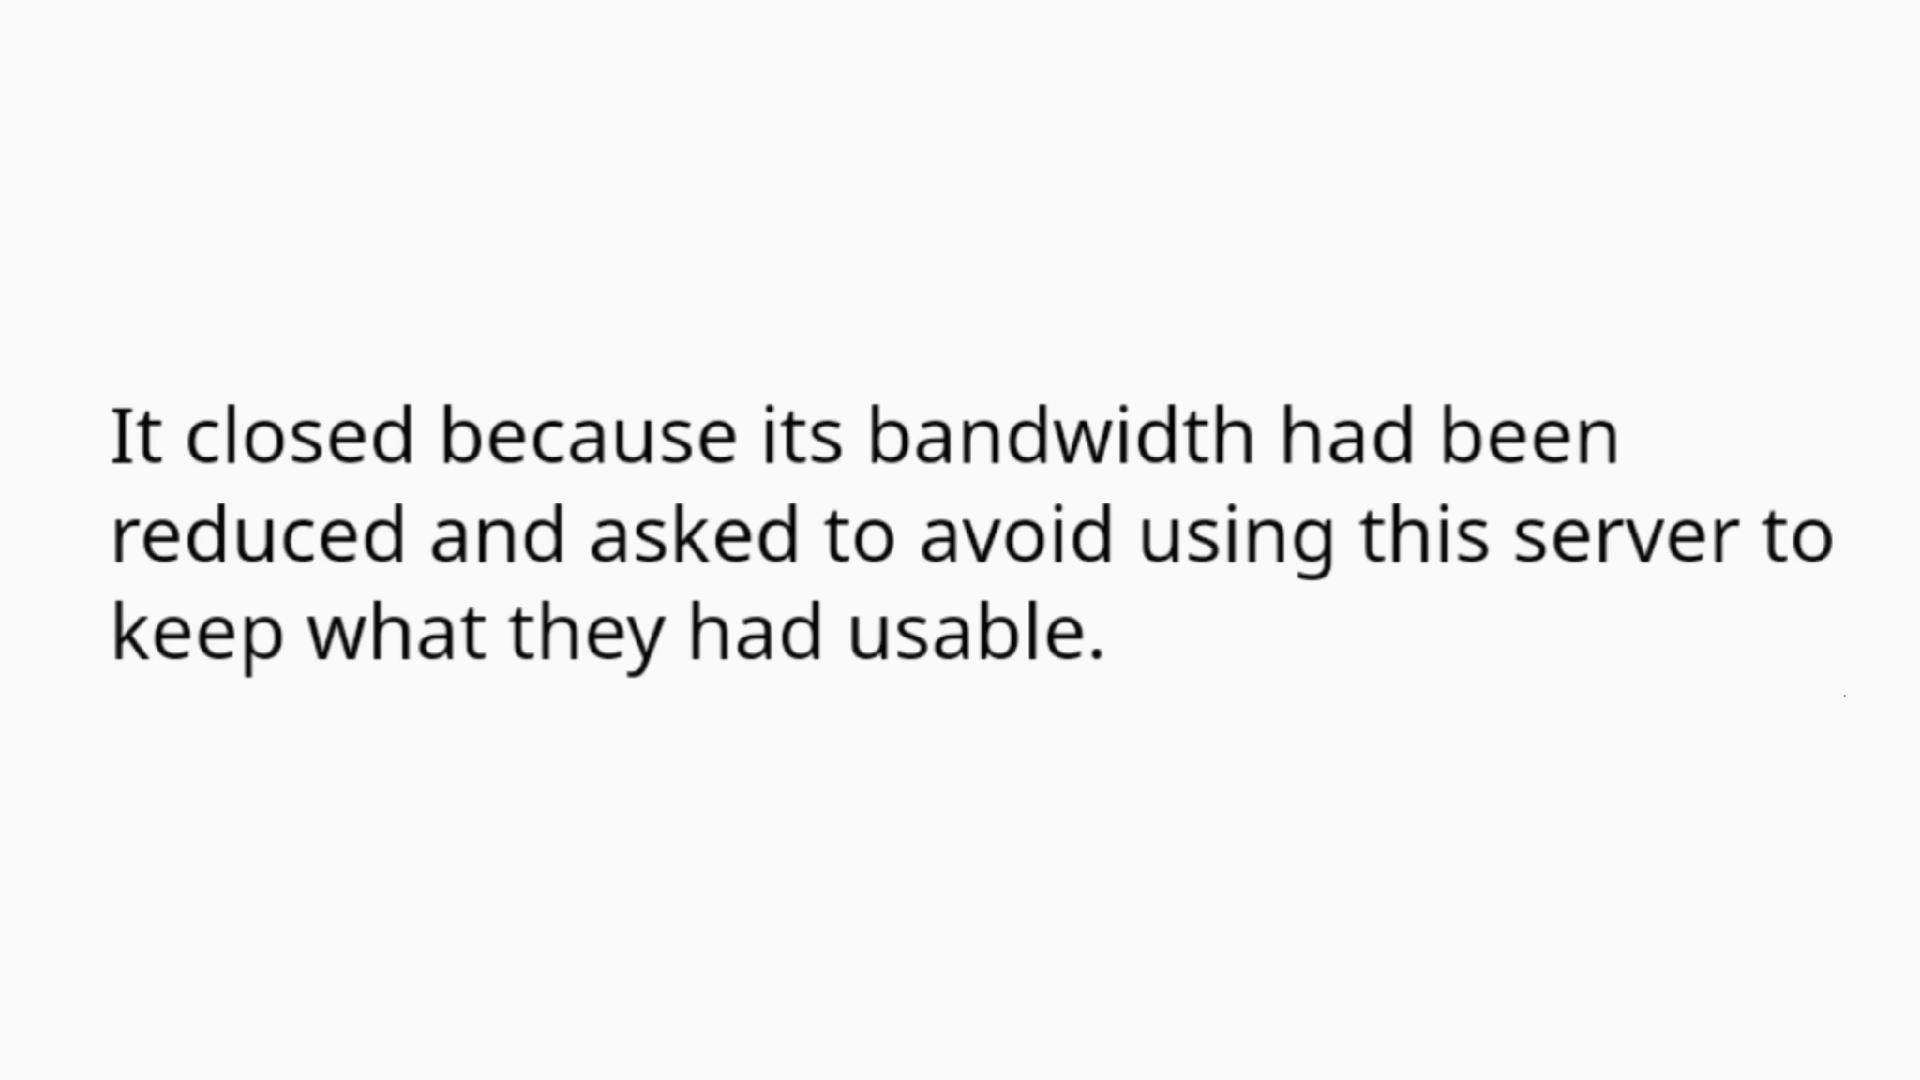 It closed because its bandwidth had been
reduced and asked to avoid using this server to
keep what they had usable.